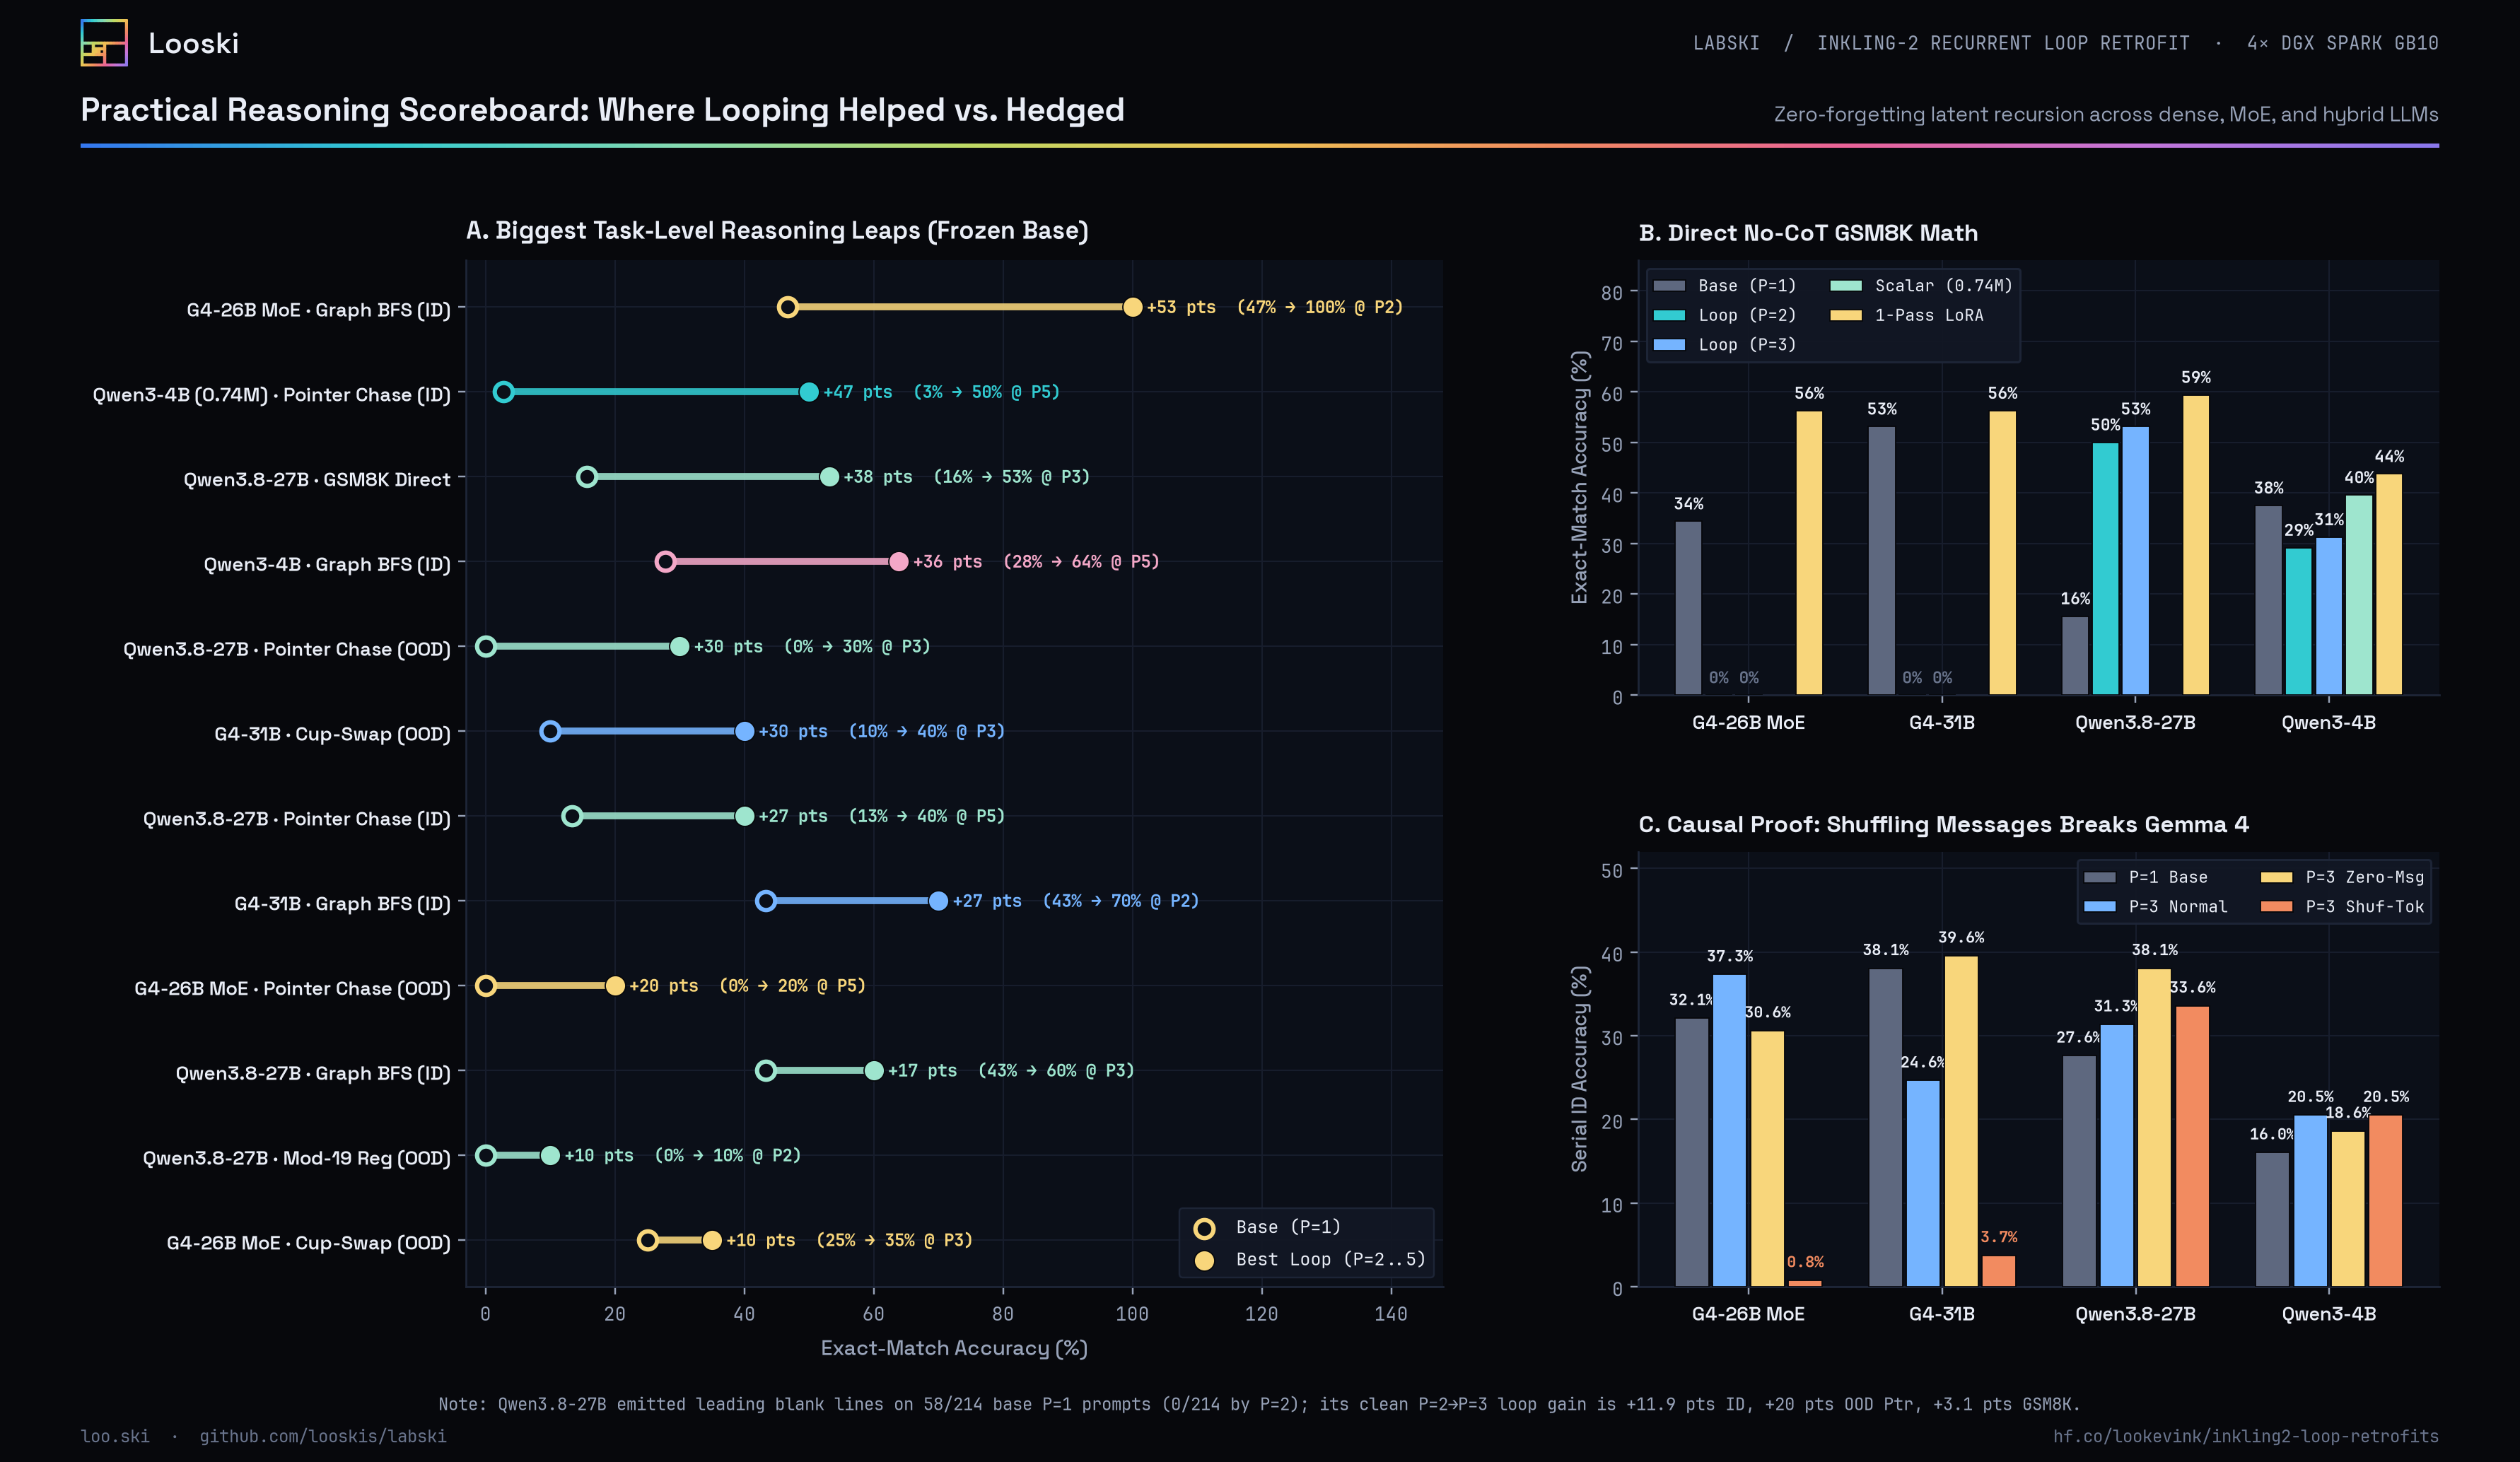 Looski
LABSKI / INKLING-2 RECURRENT LOOP RETROFIT · 4× DGX SPARK GB10
Practical Reasoning Scoreboard: Where Looping Helped vs. Hedged
Zero-forgetting latent recursion across dense, MoE, and hybrid LLMs
A. Biggest Task-Level Reasoning Leaps (Frozen Base)
G4-26B MoE · Graph BFS (ID)
+53 pts (47% → 100% @ P2)
Qwen3-4B (0.74M) · Pointer Chase (ID)
+47 pts (3% → 50% @ P5)
Qwen3.8-27B · GSM8K Direct
+38 pts (16% → 53% @ P3)
Qwen3-4B · Graph BFS (ID)
+36 pts (28% → 64% @ P5)
Qwen3.8-27B · Pointer Chase (OOD)
+30 pts (0% → 30% @ P3)
G4-31B · Cup-Swap (OOD)
+30 pts (10% → 40% @ P3)
Qwen3.8-27B · Pointer Chase (ID)
+27 pts (13% → 40% @ P5)
G4-31B · Graph BFS (ID)
+27 pts (43% → 70% @ P2)
G4-26B MoE · Pointer Chase (OOD)
+20 pts (0% → 20% @ P5)
Qwen3.8-27B · Graph BFS (ID)
+17 pts (43% → 60% @ P3)
Qwen3.8-27B · Mod-19 Reg (OOD)
+10 pts (0% → 10% @ P2)
G4-26B MoE · Cup-Swap (OOD)
+10 pts (25% → 35% @ P3)
Base (P=1)
Best Loop (P=2..5)
0 20 40 60 80 100 120 140
Exact-Match Accuracy (%)
B. Direct No-CoT GSM8K Math
Base (P=1)
Loop (P=2)
Loop (P=3)
Scalar (0.74M)
1-Pass LoRA
Exact-Match Accuracy (%)
80
70
60
50
40
30
20
10
0
34% 0% 0% 56%
53% 0% 0% 56%
16% 50% 53% 59%
38% 29% 31% 40% 44%
G4-26B MoE G4-31B Qwen3.8-27B Qwen3-4B
C. Causal Proof: Shuffling Messages Breaks Gemma 4
P=1 Base
P=3 Normal
P=3 Zero-Msg
P=3 Shuf-Tok
Serial ID Accuracy (%)
50
40
30
20
10
0
32.1% 37.3% 30.6% 0.8%
38.1% 24.6% 39.6% 3.7%
27.6% 31.3% 38.1% 33.6%
16.0% 20.5% 18.6% 20.5%
G4-26B MoE G4-31B Qwen3.8-27B Qwen3-4B
Note: Qwen3.8-27B emitted leading blank lines on 58/214 base P=1 prompts (0/214 by P=2); its clean P=2→P=3 loop gain is +11.9 pts ID, +20 pts OOD Ptr, +3.1 pts GSM8K.
loo.ski · github.com/looskis/labski
hf.co/lookevink/inkling2-loop-retrofits